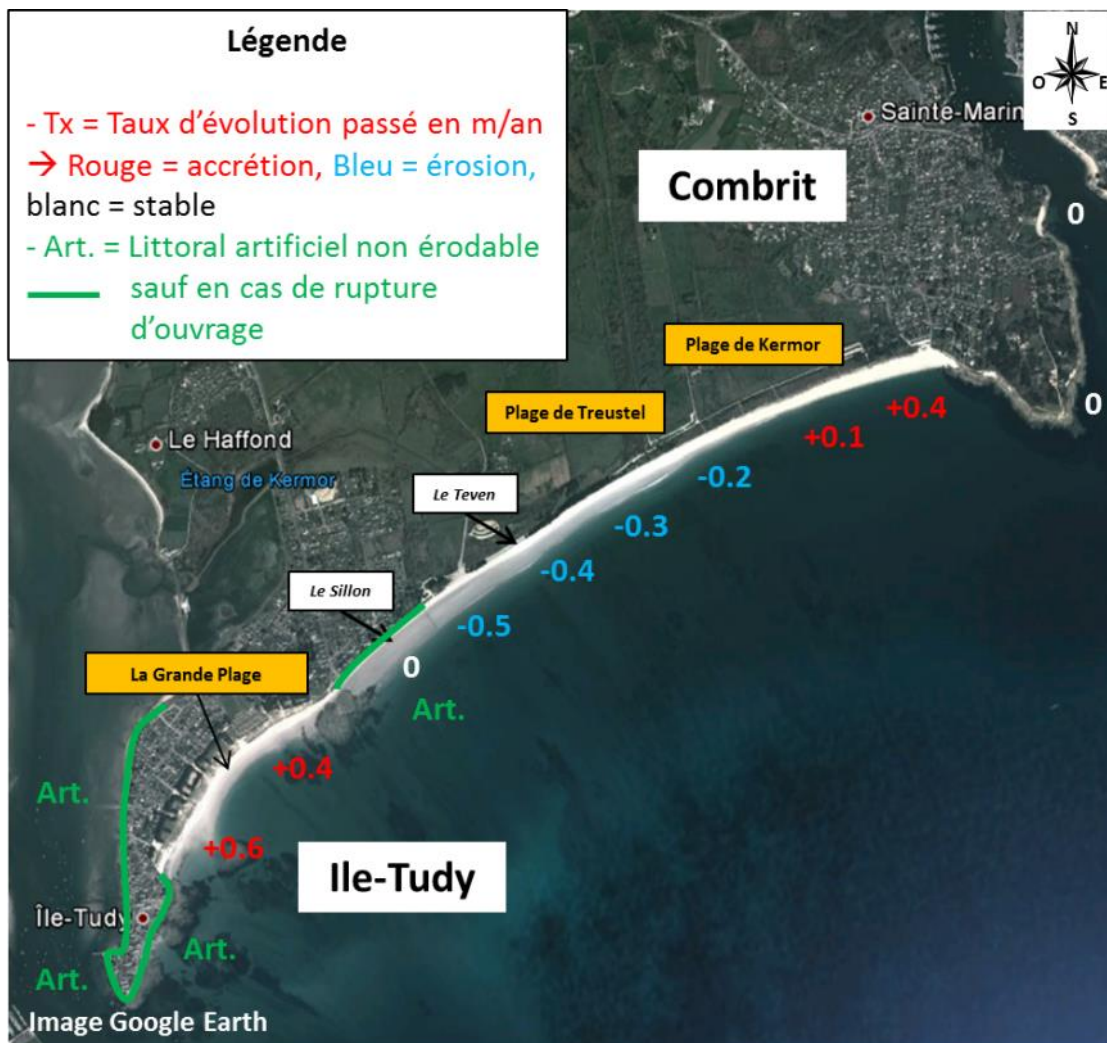 Légende
- Tx = Taux d'évolution passé en m/an
→ Rouge = accrétion, Bleu = érosion,
blanc = stable
- Art. = Littoral artificiel non érodable
sauf en cas de rupture
d'ouvrage
N
O
E
S
Sainte-Marin
Combrit
0
Plage de Kermor
0
+0.4
Plage de Treustel
+0.1
Le Haffond
-0.2
Étang de Kermor
Le Teven
-0.3
-0.4
Le Sillon
-0.5
0
La Grande Plage
Art.
+0.4
Art.
+0.6
Ile-Tudy
Île-Tudy
Art.
Art.
Image Google Earth